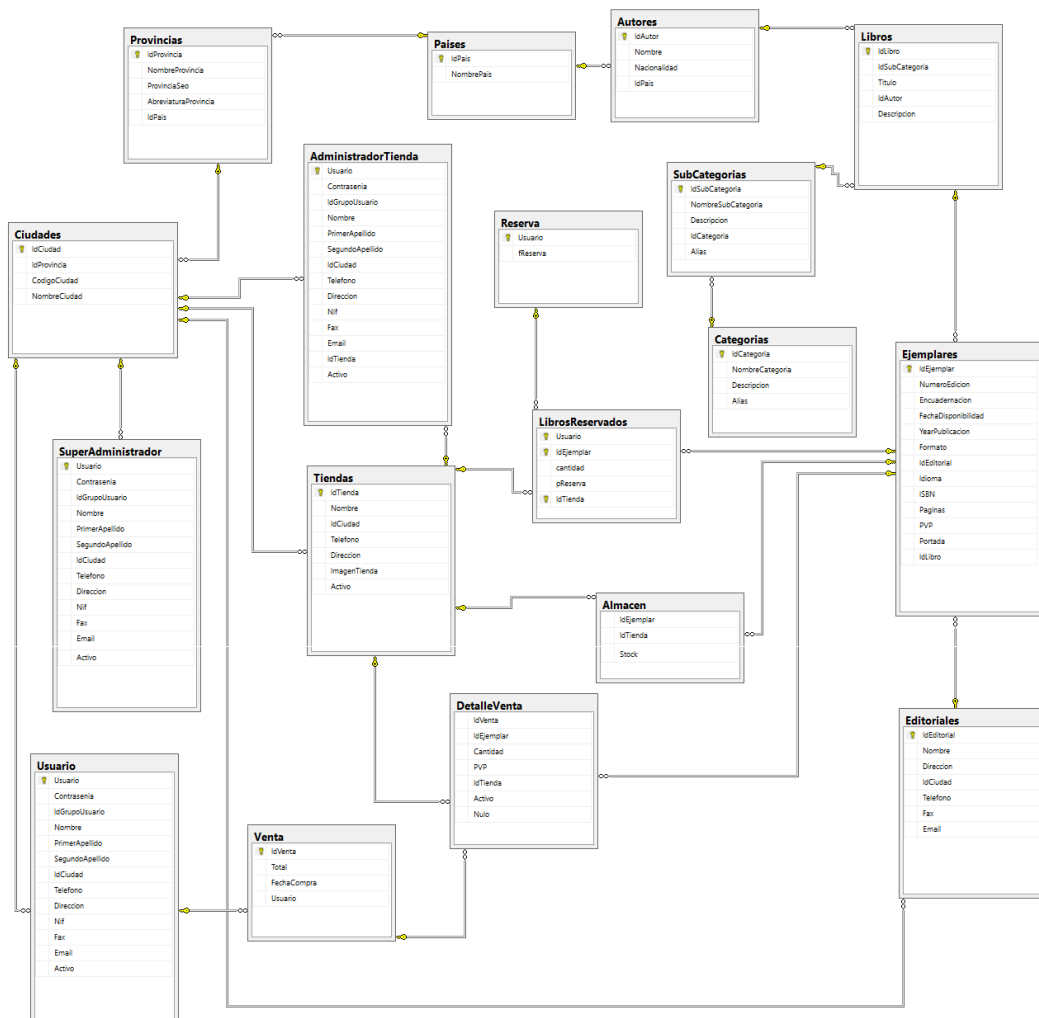 Provincias
IdProvincia
NombreProvincia
ProvinciaSeo
AbreviaturaProvincia
IdPais
Paises
IdPais
NombrePais
Autores
IdAutor
Nombre
Nacionalidad
IdPais
Libros
IdLibro
IdSubCategoria
Titulo
IdAutor
Descripcion
AdministradorTienda
Usuario
Contrasenia
IdGrupoUsuario
Nombre
PrimerApellido
SegundoApellido
IdCiudad
Telefono
Direccion
Nif
Fax
Email
IdTienda
Activo
SubCategorias
IdSubCategoria
NombreSubCategoria
Descripcion
IdCategoria
Alias
Reserva
Usuario
fReserva
Ciudades
IdCiudad
IdProvincia
CodigoCiudad
NombreCiudad
Categorias
IdCategoria
NombreCategoria
Descripcion
Alias
Ejemplares
IdEjemplar
NumeroEdicion
Encuadernacion
FechaDisponibilidad
YearPublicacion
Formato
IdEditorial
Idioma
ISBN
Paginas
PVP
Portada
IdLibro
LibrosReservados
Usuario
IdEjemplar
cantidad
pReserva
IdTienda
SuperAdministrador
Usuario
Contrasenia
IdGrupoUsuario
Nombre
PrimerApellido
SegundoApellido
IdCiudad
Telefono
Direccion
Nif
Fax
Email
Activo
Tiendas
IdTienda
Nombre
IdCiudad
Telefono
Direccion
ImagenTienda
Activo
Almacen
IdEjemplar
IdTienda
Stock
DetalleVenta
IdVenta
IdEjemplar
Cantidad
PVP
IdTienda
Activo
Nulo
Editoriales
IdEditorial
Nombre
Direccion
IdCiudad
Telefono
Fax
Email
Usuario
Usuario
Contrasenia
IdGrupoUsuario
Nombre
PrimerApellido
SegundoApellido
IdCiudad
Telefono
Direccion
Nif
Fax
Email
Activo
Venta
IdVenta
Total
FechaCompra
Usuario